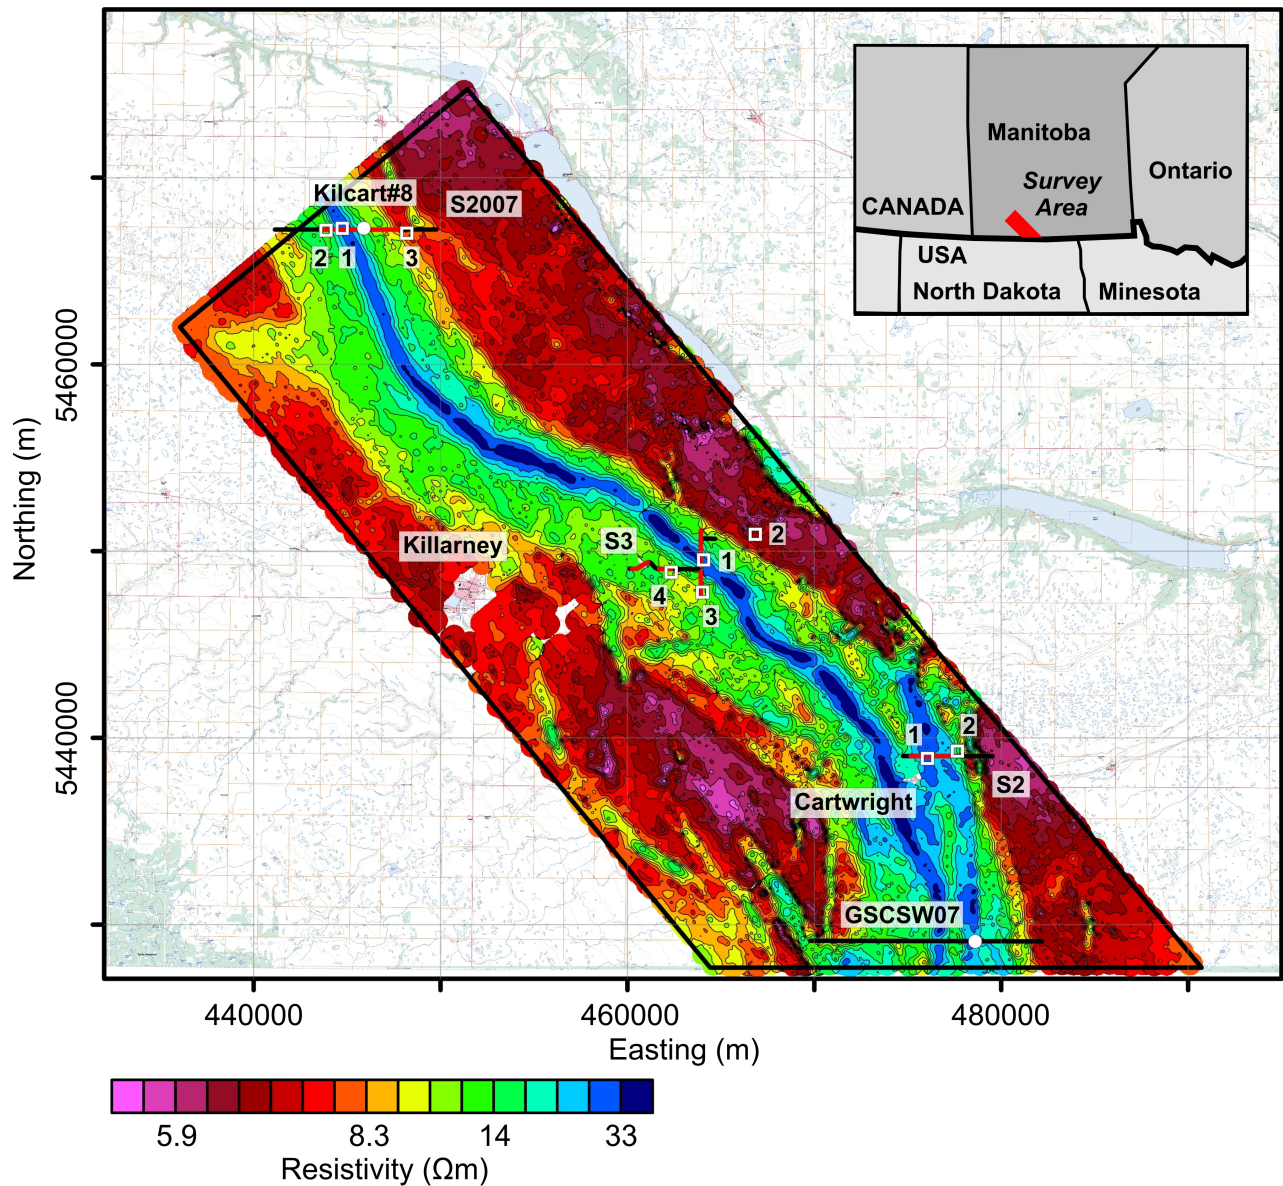 Manitoba
Ontario
Survey
Area
CANADA
USA
North Dakota
Minesota
Kilcart#8
S2007
2
1
3
5460000
Northing (m)
Killarney
S3
2
1
4
3
5440000
1
2
S2
Cartwright
GSCSW07
440000
460000
480000
Easting (m)
5.9
8.3
14
33
Resistivity (Ωm)